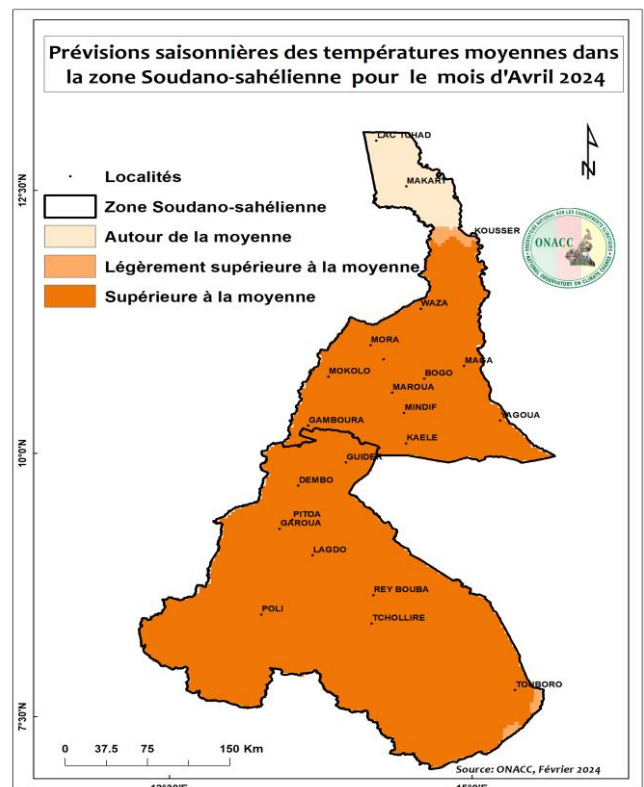 Prévisions saisonnières des températures moyennes dans
la zone Soudano-sahélienne pour le mois d'Avril 2024
LAC TCHAD
N
12°30'N
Localités
MAKARY
Zone Soudano-sahélienne
KOUSSER
Autour de la moyenne
ONACC
Légèrement supérieure à la moyenne
Supérieure à la moyenne
WAZA
MORA
MAGA
MOKOLO
BOGO
MAROUA
MINDIF
YAGOUA
GAMBOURA
KAELE
10°0'N
GUIDER
DEMBO
PITOA
GAROUA
LAGDO
REY BOUBA
POLI
TCHOLLIRE
TOUBORO
7°30'N
0 37.5 75 150 Km
Source: ONACC, Février 2024